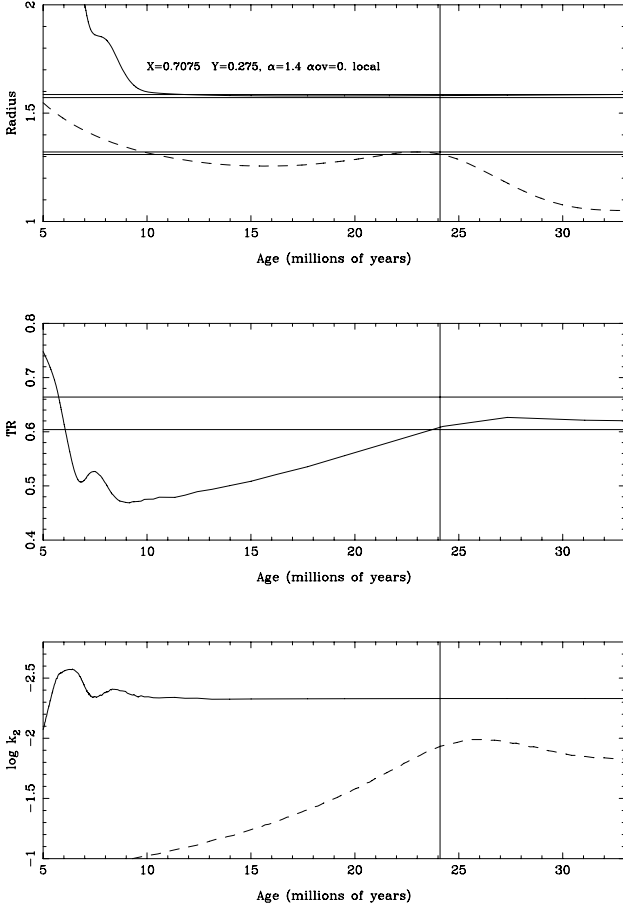 2
X=0.7075 Y=0.275, α=1.4 αov=0. local
1.5
Radius
1
5 10 15 20 25 30
Age (millions of years)
0.8
0.7
0.6
TR
0.5
0.4
5 10 15 20 25 30
Age (millions of years)
−2.5
−2
log k₂
−1.5
−1
5 10 15 20 25 30
Age (millions of years)